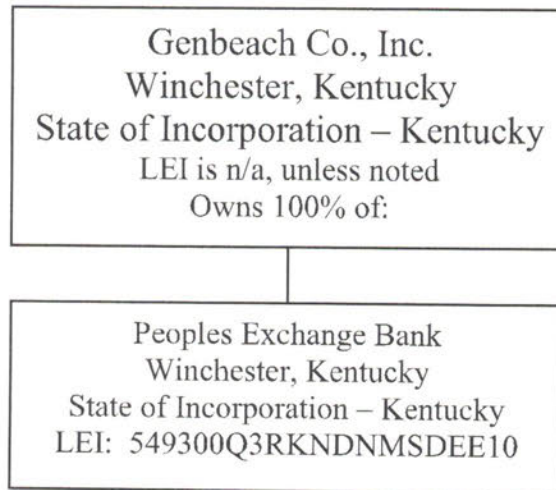 Genbeach Co., Inc.
Winchester, Kentucky
State of Incorporation – Kentucky
LEI is n/a, unless noted
Owns 100% of:
Peoples Exchange Bank
Winchester, Kentucky
State of Incorporation – Kentucky
LEI: 549300Q3RKNDNMSDEE10